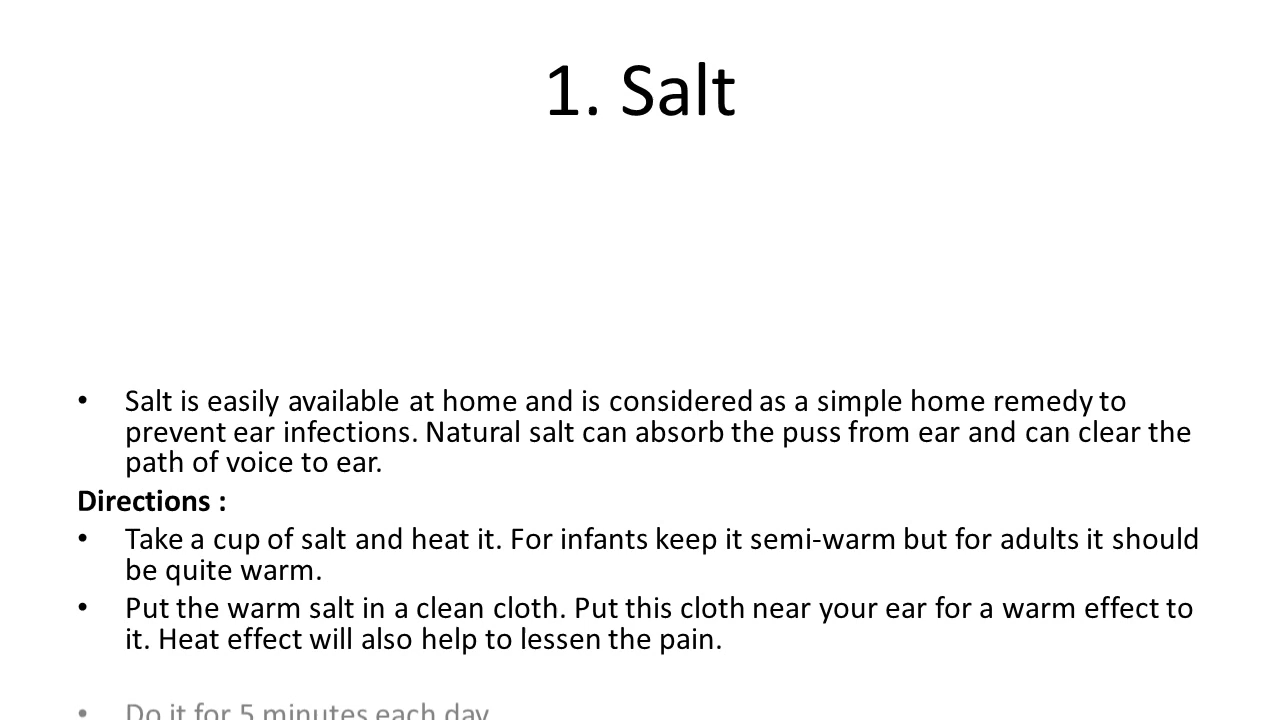 1. Salt
• Salt is easily available at home and is considered as a simple home remedy to
prevent ear infections. Natural salt can absorb the puss from ear and can clear the
path of voice to ear.
Directions :
• Take a cup of salt and heat it. For infants keep it semi-warm but for adults it should
be quite warm.
• Put the warm salt in a clean cloth. Put this cloth near your ear for a warm effect to
it. Heat effect will also help to lessen the pain.
• Do it for 5 minutes each day